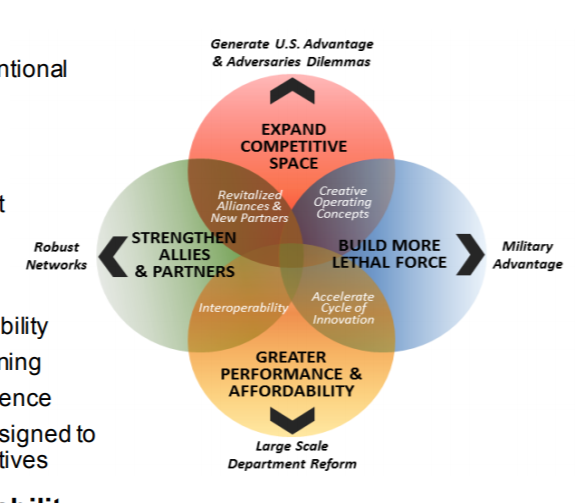 Generate U.S. Advantage
& Adversaries Dilemmas
EXPAND
COMPETITIVE
SPACE
Revitalized
Alliances &
New Partners
Creative
Operating
Concepts
Robust
Networks
STRENGTHEN
ALLIES
& PARTNERS
BUILD MORE
LETHAL FORCE
Military
Advantage
Interoperability
Accelerate
Cycle of
Innovation
GREATER
PERFORMANCE &
AFFORDABILITY
Large Scale
Department Reform
ntional
t
bility
ning
ence
signed to
tives